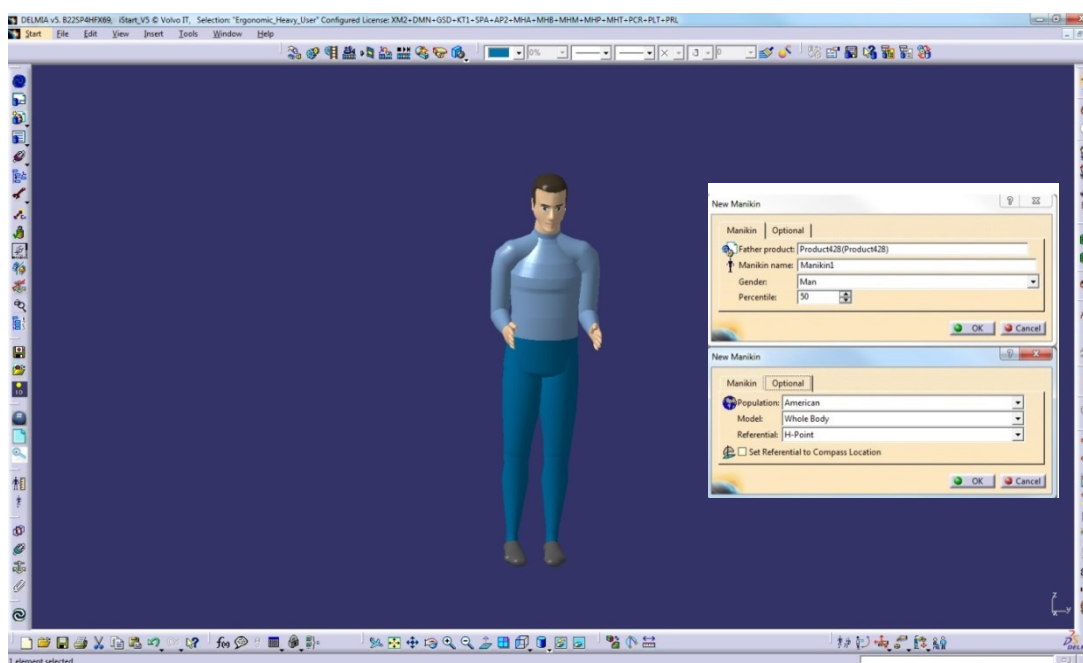 DELMIA v5. B22SP4HFX69, iStart_V5 © Volvo IT, Selection: "Ergonomic_Heavy_User" Configured License: XM2+DMN+GSD+KT1+SPA+AP2+MHA+MHB+MHM+MHP+MHT+PCR+PLT+PRL
Start File Edit View Insert Tools Window Help
0%
New Manikin
Manikin Optional
Father product: Product428(Product428)
Manikin name: Manikin1
Gender: Man
Percentile: 50
OK Cancel
New Manikin
Manikin Optional
Population: American
Model: Whole Body
Referential: H-Point
Set Referential to Compass Location
OK Cancel
z
y
f(x)
1 element selected